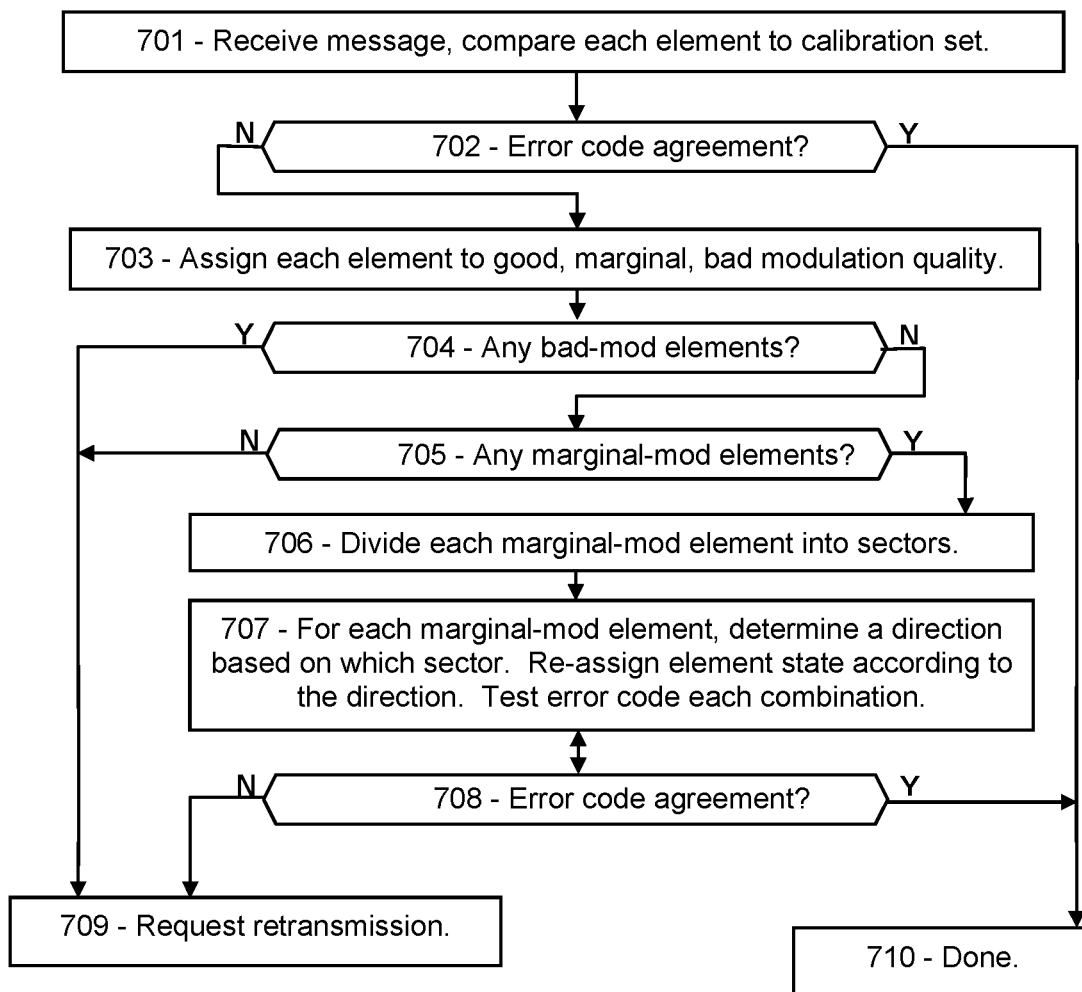 701 - Receive message, compare each element to calibration set.
N
Y
702 - Error code agreement?
703 - Assign each element to good, marginal, bad modulation quality.
Y
N
704 - Any bad-mod elements?
N
Y
705 - Any marginal-mod elements?
706 - Divide each marginal-mod element into sectors.
707 - For each marginal-mod element, determine a direction
based on which sector. Re-assign element state according to
the direction. Test error code each combination.
N
Y
708 - Error code agreement?
709 - Request retransmission.
710 - Done.